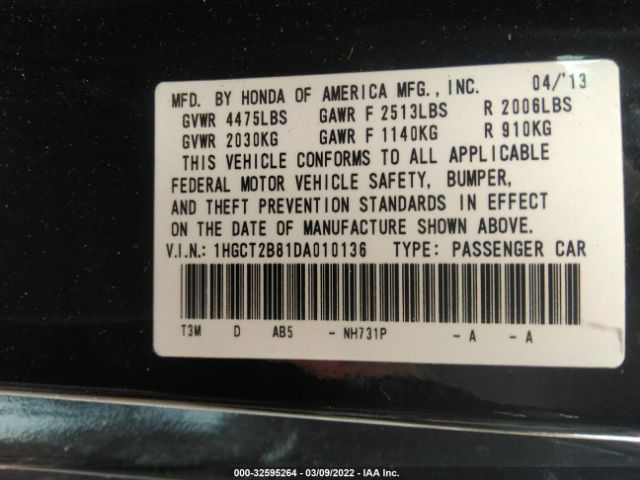 MFD. BY HONDA OF AMERICA MFG., INC. 04/'13
GVWR 4475LBS GAWR F 2513LBS R 2006LBS
GVWR 2030KG GAWR F 1140KG R 910KG
THIS VEHICLE CONFORMS TO ALL APPLICABLE
FEDERAL MOTOR VEHICLE SAFETY, BUMPER,
AND THEFT PREVENTION STANDARDS IN EFFECT
ON THE DATE OF MANUFACTURE SHOWN ABOVE.
V.I.N.: 1HGCT2B81DA010136 TYPE: PASSENGER CAR
T3M D AB5 - NH731P - A - A
000-32595264 - 03/09/2022 - IAA Inc.